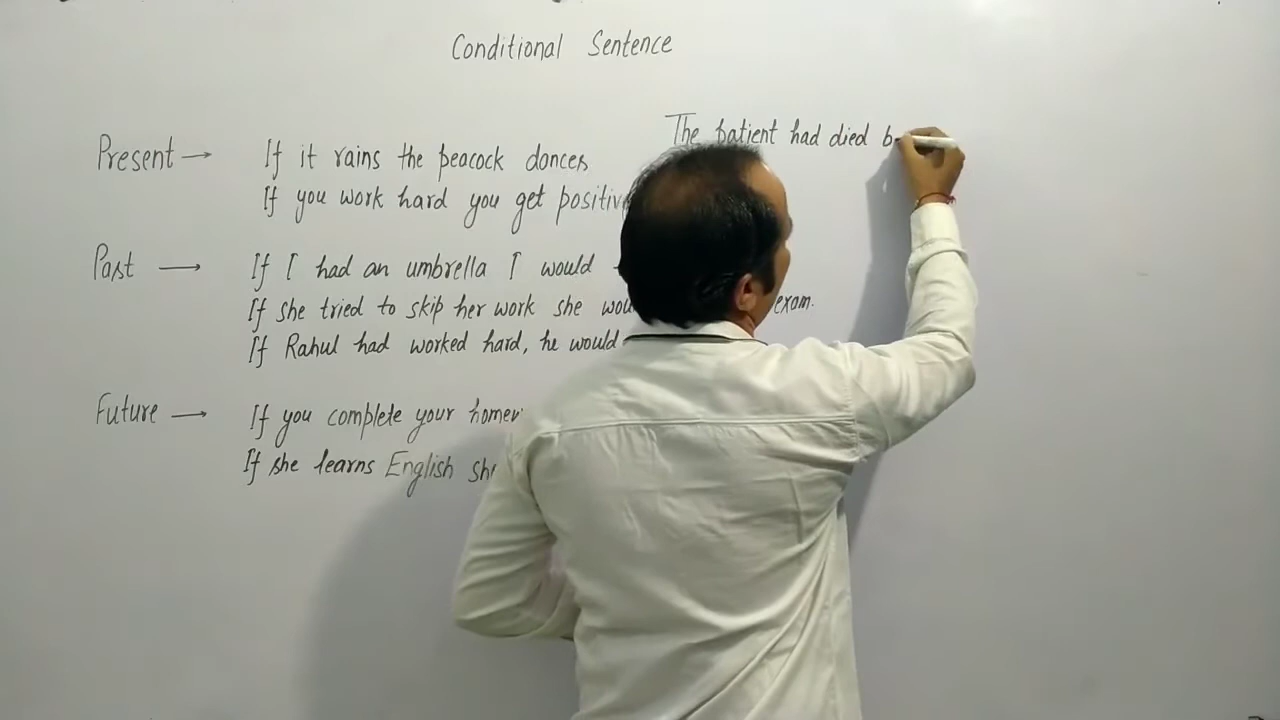 Conditional Sentence
The patient had died b
Present → If it rains the peacock dances
If you work hard you get positiv
Past → If I had an umbrella I would
If she tried to skip her work she wou exam.
If Rahul had worked hard, he would
Future → If you complete your homew
If she learns English sh